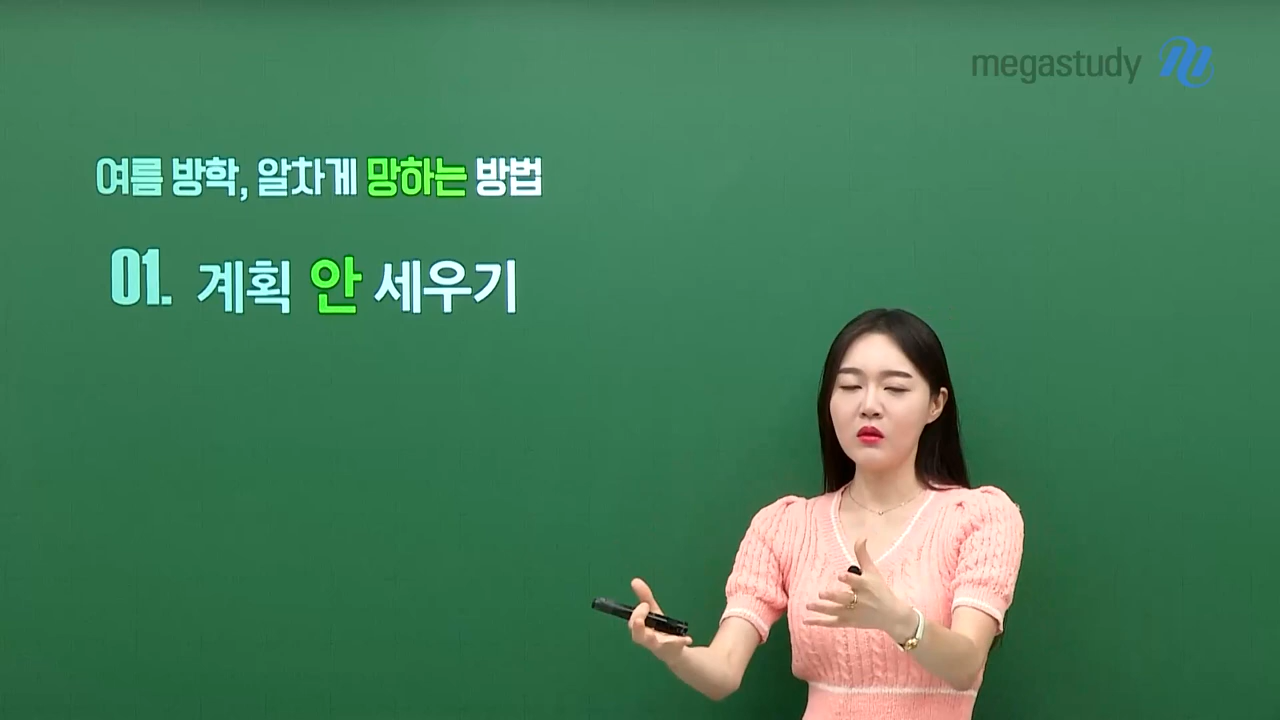 megastudy
여름 방학, 알차게 망하는 방법
01. 계획 안 세우기